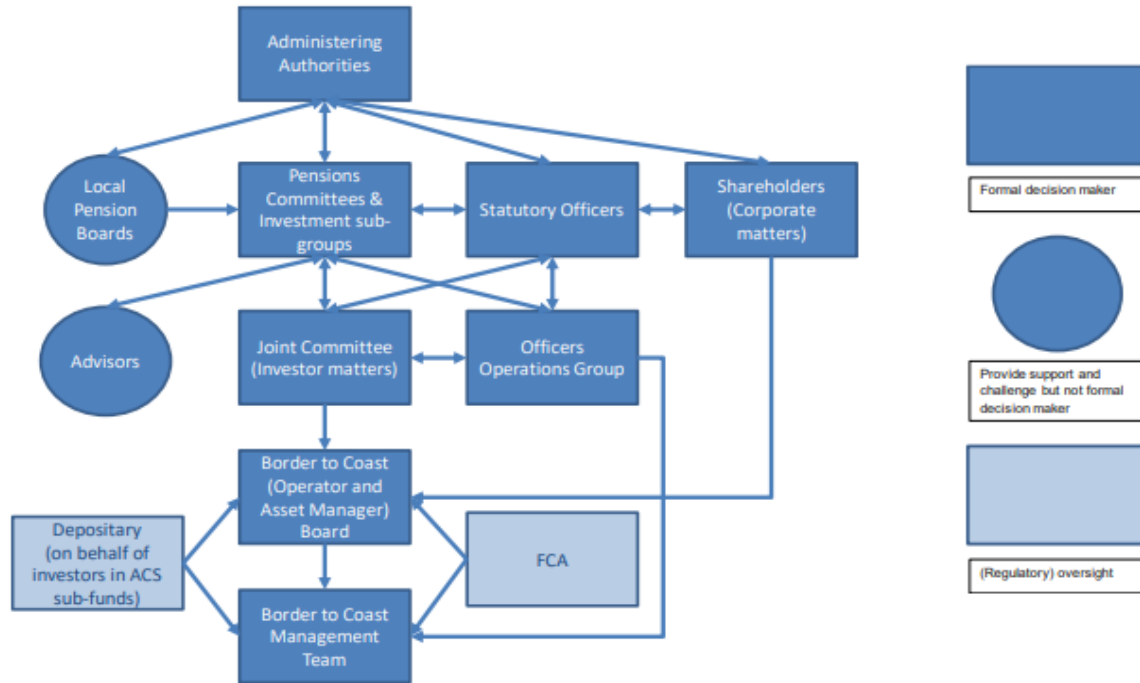 Administering
Authorities
Local
Pension
Boards
Pensions
Committees &
Investment sub-
groups
Statutory Officers
Shareholders
(Corporate
matters)
Advisors
Joint Committee
(Investor matters)
Officers
Operations Group
Border to Coast
(Operator and
Asset Manager)
Board
Depositary
(on behalf of
investors in ACS
sub-funds)
FCA
Border to Coast
Management
Team
Formal decision maker
Provide support and
challenge but not formal
decision maker
(Regulatory) oversight